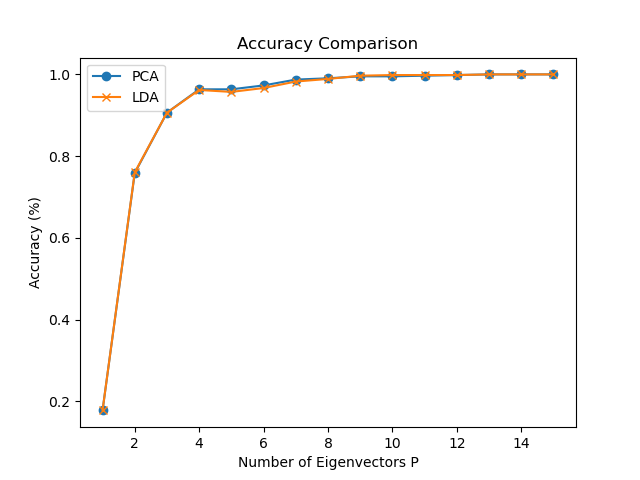 Accuracy Comparison
PCA
LDA
1.0
0.8
0.6
0.4
0.2
Accuracy (%)
2 4 6 8 10 12 14
Number of Eigenvectors P